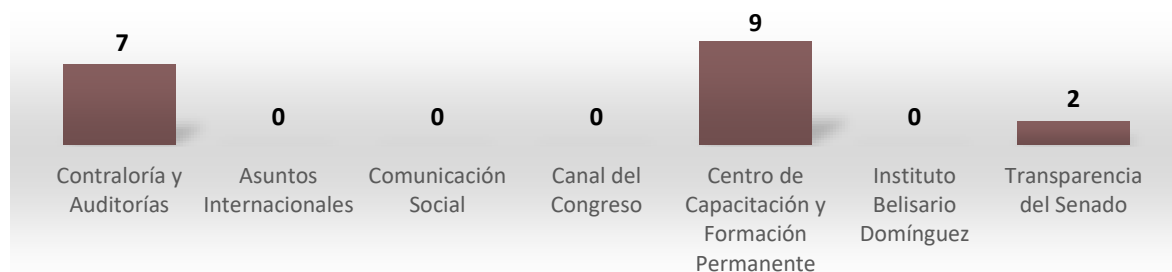 7
0
0
0
9
0
2
Contraloría y
Auditorías
Asuntos
Internacionales
Comunicación
Social
Canal del
Congreso
Centro de
Capacitación y
Formación
Permanente
Instituto
Belisario
Domínguez
Transparencia
del Senado